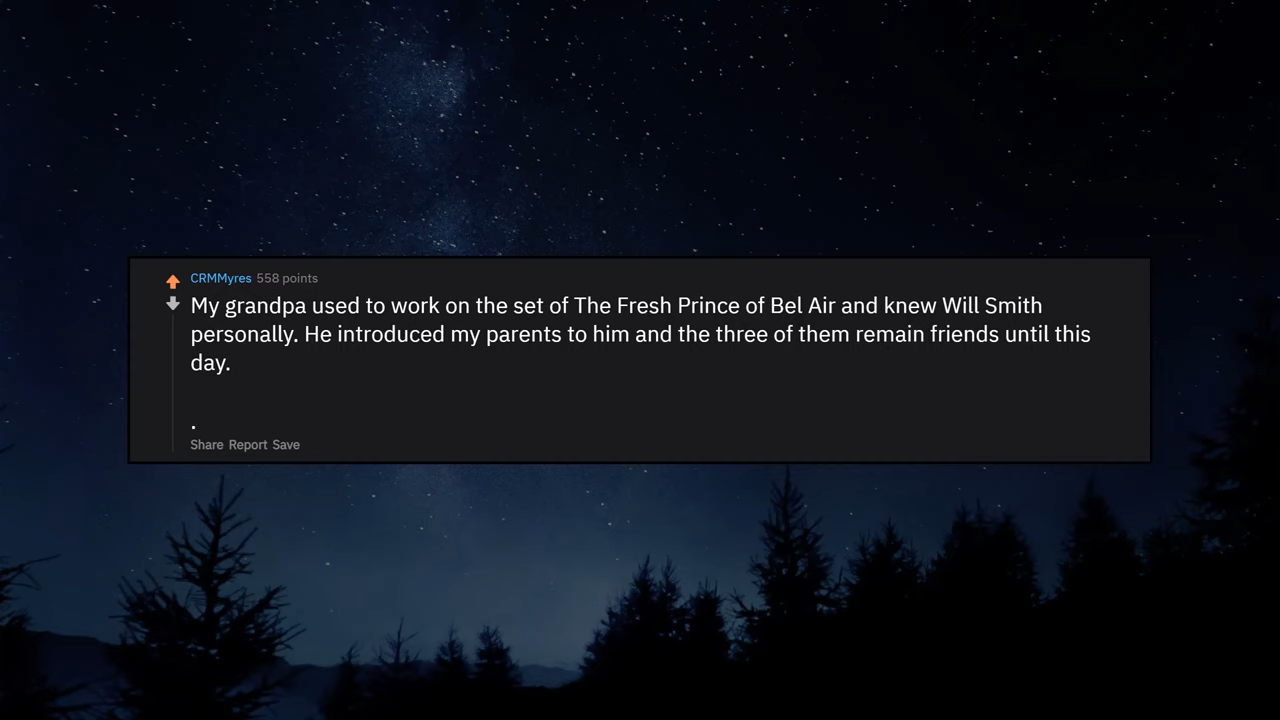 CRMMyres 558 points
My grandpa used to work on the set of The Fresh Prince of Bel Air and knew Will Smith
personally. He introduced my parents to him and the three of them remain friends until this
day.
.
Share Report Save